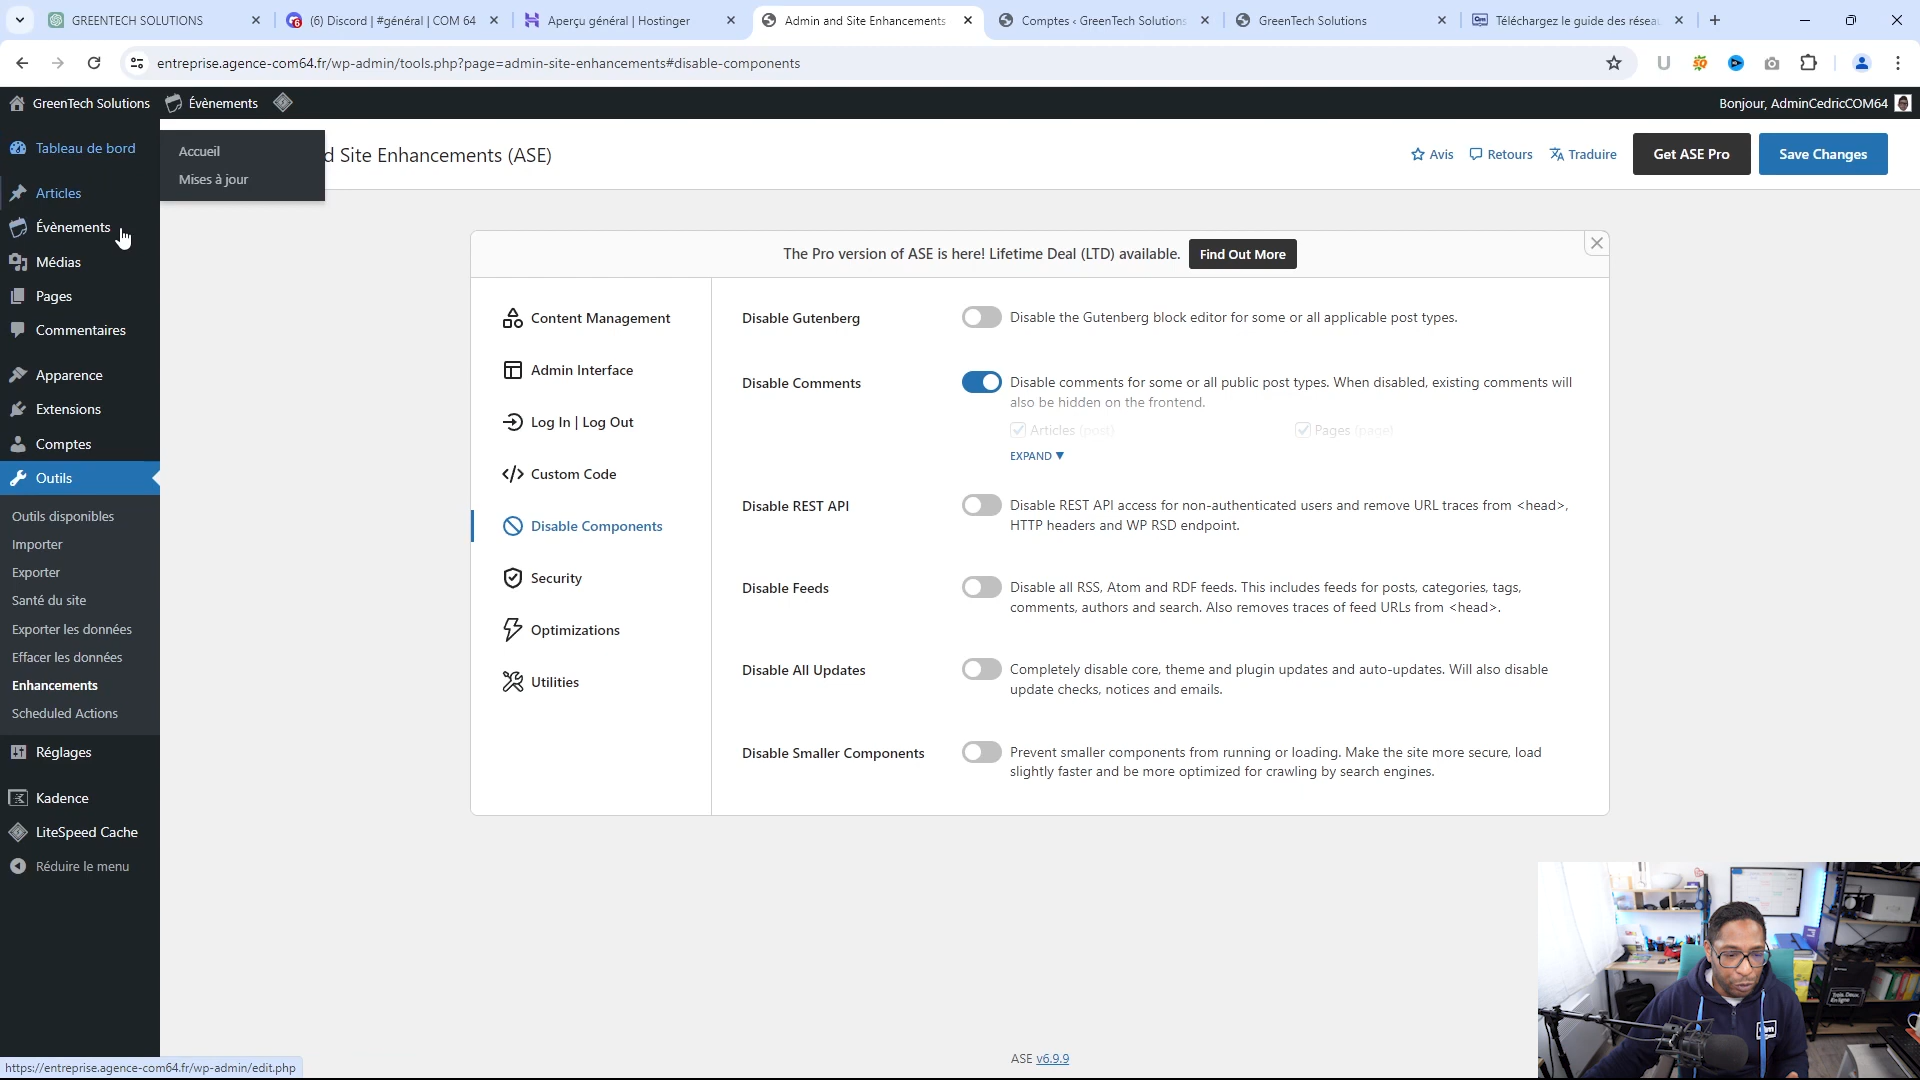 GREENTECH SOLUTIONS
(6) Discord | #général | COM 64
Aperçu général | Hostinger
Admin and Site Enhancements
Comptes ‹ GreenTech Solutions
GreenTech Solutions
Téléchargez le guide des résea
entreprise.agence-com64.fr/wp-admin/tools.php?page=admin-site-enhancements#disable-components
GreenTech Solutions
Évènements
Bonjour, AdminCedricCOM64
Tableau de bord
Articles
Évènements
Médias
Pages
Commentaires
Apparence
Extensions
Comptes
Outils
Outils disponibles
Importer
Exporter
Santé du site
Exporter les données
Effacer les données
Enhancements
Scheduled Actions
Réglages
Kadence
LiteSpeed Cache
Réduire le menu
Accueil
Mises à jour
d Site Enhancements (ASE)
Avis
Retours
Traduire
Get ASE Pro
Save Changes
The Pro version of ASE is here! Lifetime Deal (LTD) available.
Find Out More
Content Management
Admin Interface
Log In | Log Out
Custom Code
Disable Components
Security
Optimizations
Utilities
Disable Gutenberg
Disable the Gutenberg block editor for some or all applicable post types.
Disable Comments
Disable comments for some or all public post types. When disabled, existing comments will
also be hidden on the frontend.
Articles (post)
Pages (page)
EXPAND ▼
Disable REST API
Disable REST API access for non-authenticated users and remove URL traces from <head>,
HTTP headers and WP RSD endpoint.
Disable Feeds
Disable all RSS, Atom and RDF feeds. This includes feeds for posts, categories, tags,
comments, authors and search. Also removes traces of feed URLs from <head>.
Disable All Updates
Completely disable core, theme and plugin updates and auto-updates. Will also disable
update checks, notices and emails.
Disable Smaller Components
Prevent smaller components from running or loading. Make the site more secure, load
slightly faster and be more optimized for crawling by search engines.
ASE v6.9.9
https://entreprise.agence-com64.fr/wp-admin/edit.php